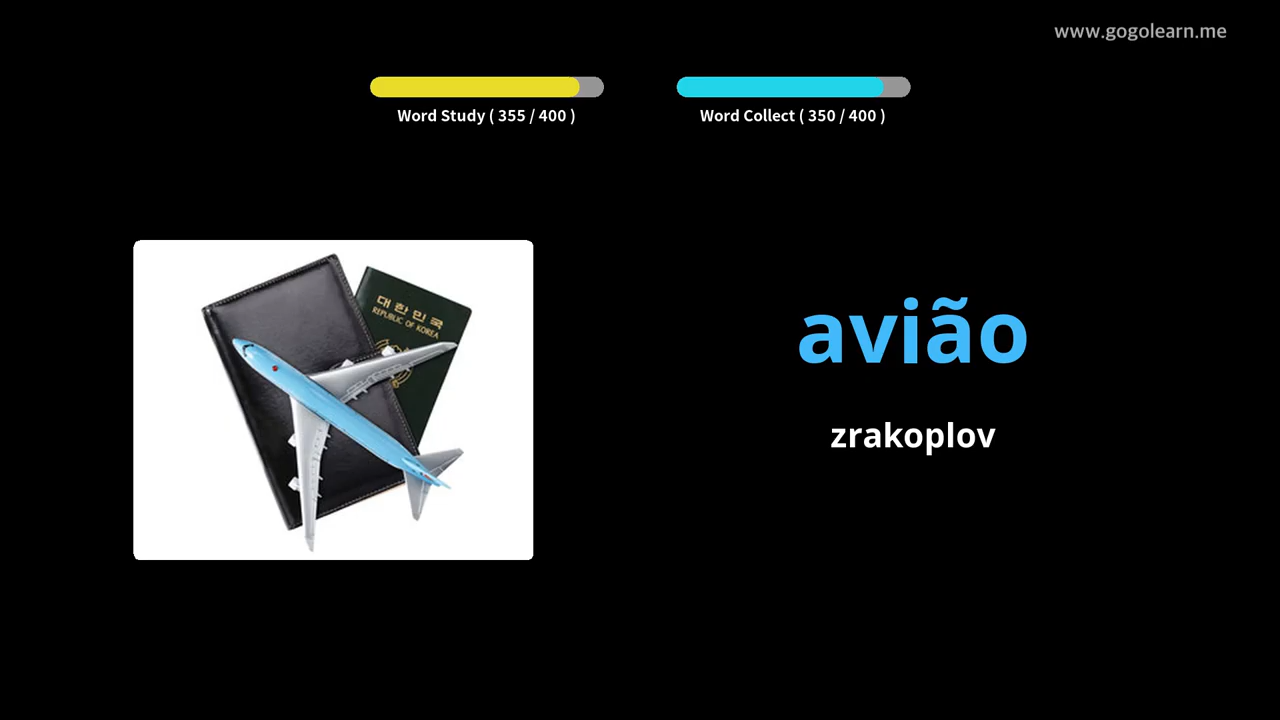 www.gogolearn.me
Word Study ( 355 / 400 )
Word Collect ( 350 / 400 )
대한민국
REPUBLIC OF KOREA
avião
zrakoplov